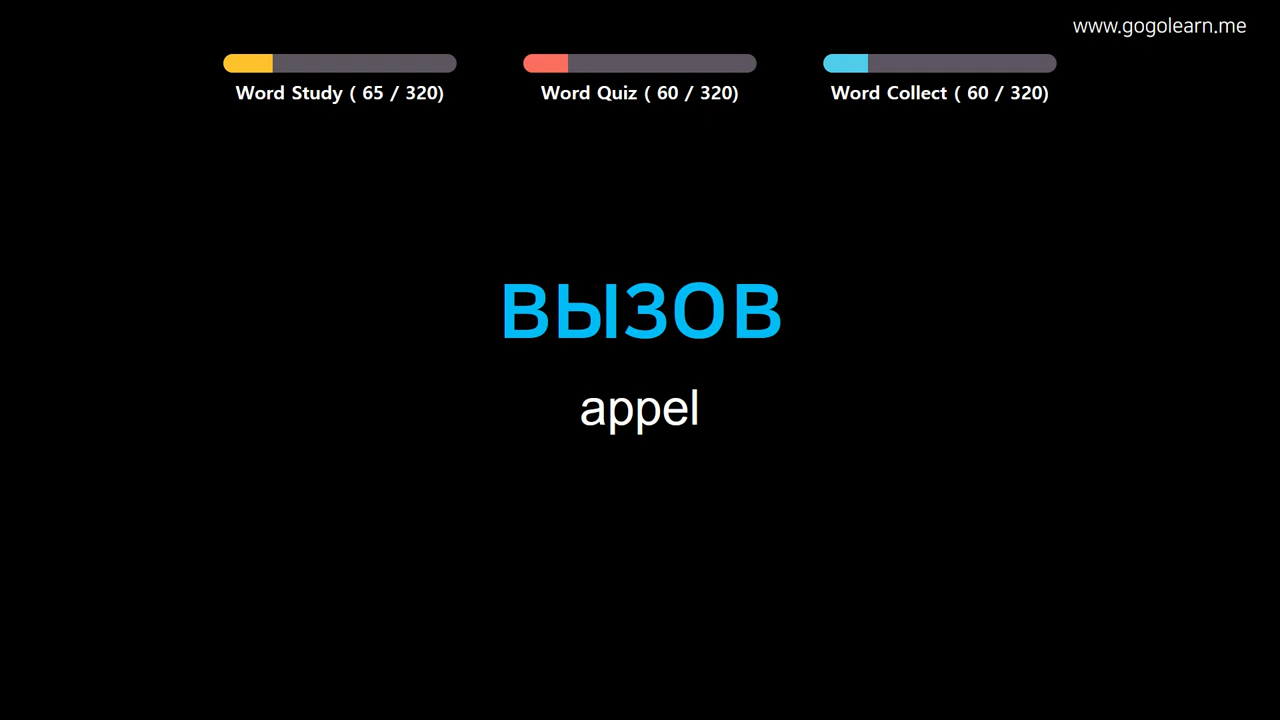 www.gogolearn.me
Word Study ( 65 / 320)
Word Quiz ( 60 / 320)
Word Collect ( 60 / 320)
вызов
appel